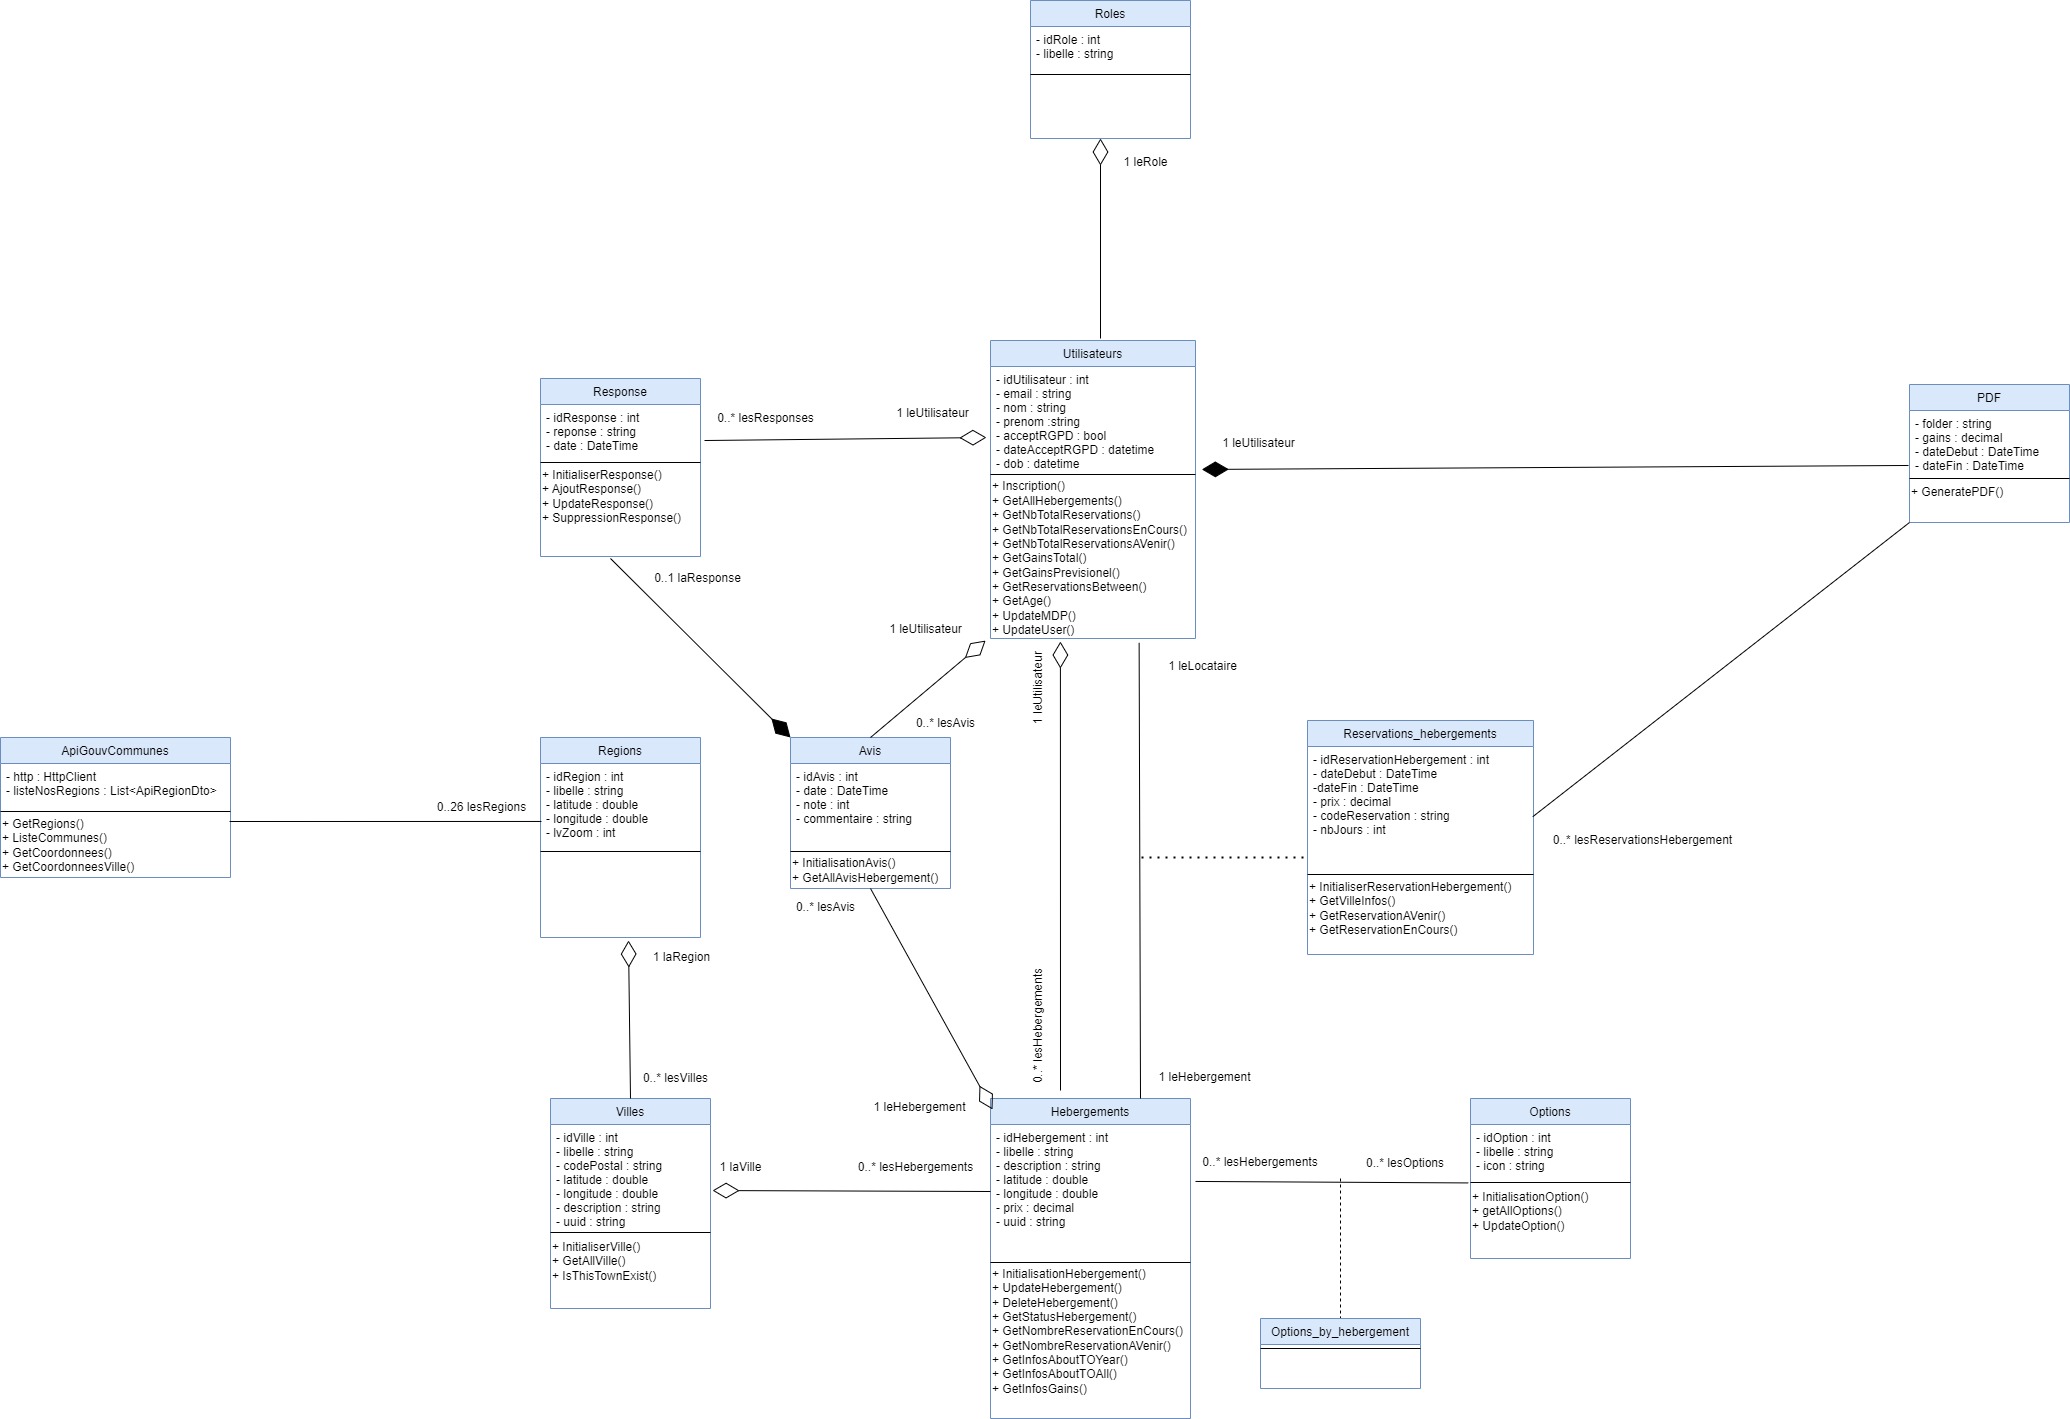 Roles
- idRole : int
- libelle : string
1 leRole
Utilisateurs
- idUtilisateur : int
- email : string
- nom : string
- prenom :string
- acceptRGPD : bool
- dateAcceptRGPD : datetime
- dob : datetime
+ Inscription()
+ GetAllHebergements()
+ GetNbTotalReservations()
+ GetNbTotalReservationsEnCours()
+ GetNbTotalReservationsAVenir()
+ GetGainsTotal()
+ GetGainsPrevisionel()
+ GetReservationsBetween()
+ GetAge()
+ UpdateMDP()
+ UpdateUser()
Response
- idResponse : int
- reponse : string
- date : DateTime
+ InitialiserResponse()
+ AjoutResponse()
+ UpdateResponse()
+ SuppressionResponse()
0..* lesResponses
1 leUtilisateur
1 leUtilisateur
PDF
- folder : string
- gains : decimal
- dateDebut : DateTime
- dateFin : DateTime
+ GeneratePDF()
0..1 laResponse
1 leUtilisateur
1 leUtilisateur
1 leLocataire
0..* lesAvis
ApiGouvCommunes
- http : HttpClient
- listeNosRegions : List<ApiRegionDto>
+ GetRegions()
+ ListeCommunes()
+ GetCoordonnees()
+ GetCoordonneesVille()
0..26 lesRegions
Regions
- idRegion : int
- libelle : string
- latitude : double
- longitude : double
- lvZoom : int
Avis
- idAvis : int
- date : DateTime
- note : int
- commentaire : string
+ InitialisationAvis()
+ GetAllAvisHebergement()
0..* lesAvis
Reservations_hebergements
- idReservationHebergement : int
- dateDebut : DateTime
-dateFin : DateTime
- prix : decimal
- codeReservation : string
- nbJours : int
+ InitialiserReservationHebergement()
+ GetVilleInfos()
+ GetReservationAVenir()
+ GetReservationEnCours()
0..* lesReservationsHebergement
1 laRegion
0..* lesHebergements
0..* lesVilles
1 leHebergement
1 leHebergement
Villes
- idVille : int
- libelle : string
- codePostal : string
- latitude : double
- longitude : double
- description : string
- uuid : string
+ InitialiserVille()
+ GetAllVille()
+ IsThisTownExist()
1 laVille
0..* lesHebergements
Hebergements
- idHebergement : int
- libelle : string
- description : string
- latitude : double
- longitude : double
- prix : decimal
- uuid : string
+ InitialisationHebergement()
+ UpdateHebergement()
+ DeleteHebergement()
+ GetStatusHebergement()
+ GetNombreReservationEnCours()
+ GetNombreReservationAVenir()
+ GetInfosAboutTOYear()
+ GetInfosAboutTOAll()
+ GetInfosGains()
0..* lesHebergements
0..* lesOptions
Options
- idOption : int
- libelle : string
- icon : string
+ InitialisationOption()
+ getAllOptions()
+ UpdateOption()
Options_by_hebergement